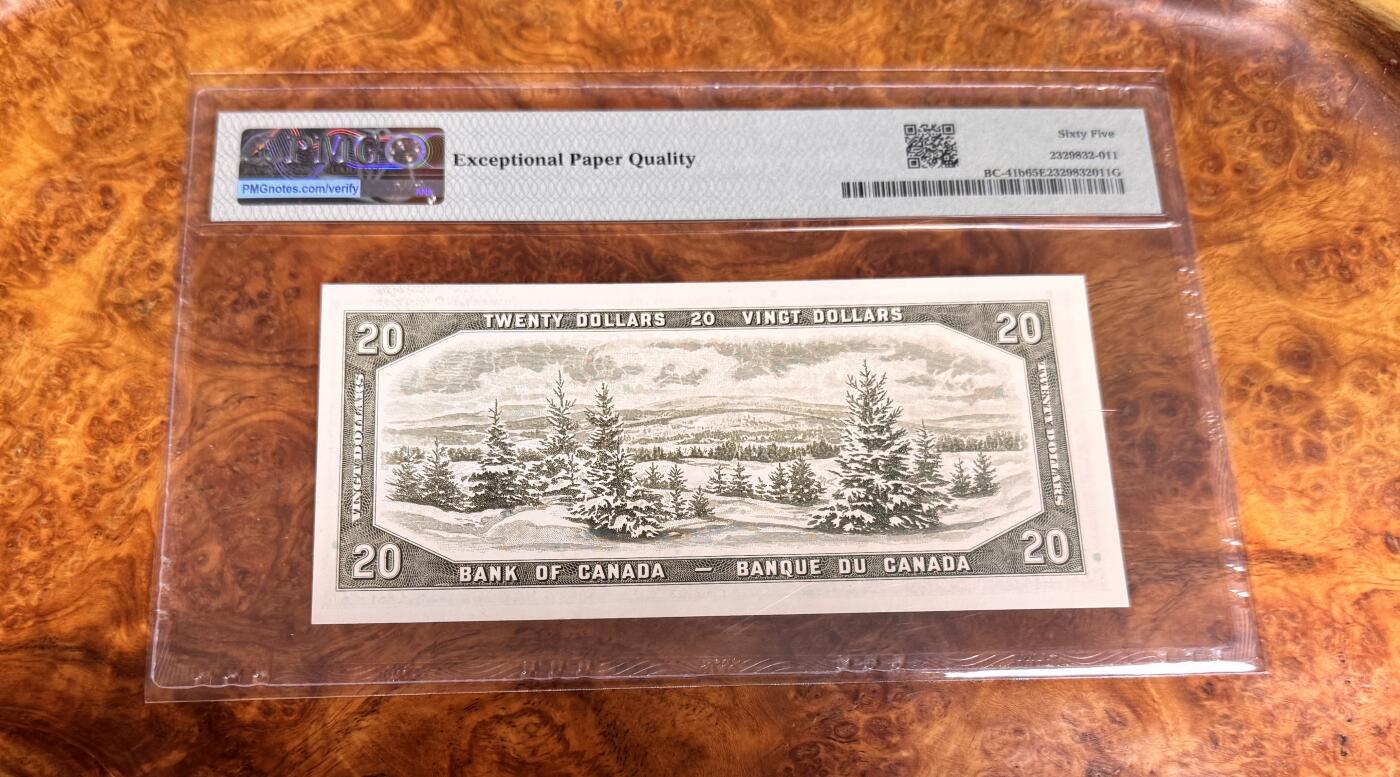 PMG
PMGnotes.com/verify
Exceptional Paper Quality
Sixty Five
2329832-011
BC-41b65E2329832011G
TWENTY DOLLARS 20 VINGT DOLLARS
20
20
VINGT DOLLARS
TWENTY DOLLARS
20
20
BANK OF CANADA — BANQUE DU CANADA